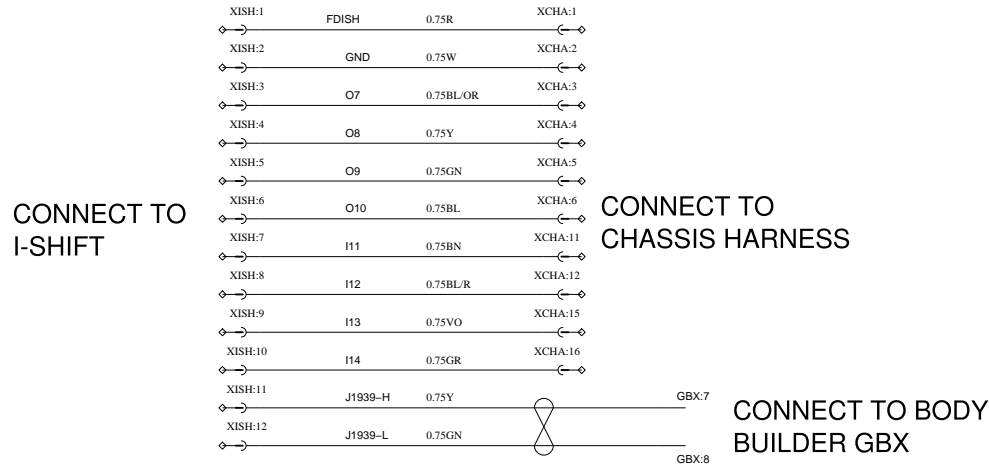 XISH:1 FDISH 0.75R XCHA:1
XISH:2 GND 0.75W XCHA:2
XISH:3 O7 0.75BL/OR XCHA:3
XISH:4 O8 0.75Y XCHA:4
XISH:5 O9 0.75GN XCHA:5
XISH:6 O10 0.75BL XCHA:6
CONNECT TO
I-SHIFT
CONNECT TO
CHASSIS HARNESS
XISH:7 I11 0.75BN XCHA:11
XISH:8 I12 0.75BL/R XCHA:12
XISH:9 I13 0.75VO XCHA:15
XISH:10 I14 0.75GR XCHA:16
XISH:11 J1939–H 0.75Y GBX:7
XISH:12 J1939–L 0.75GN GBX:8
CONNECT TO BODY
BUILDER GBX